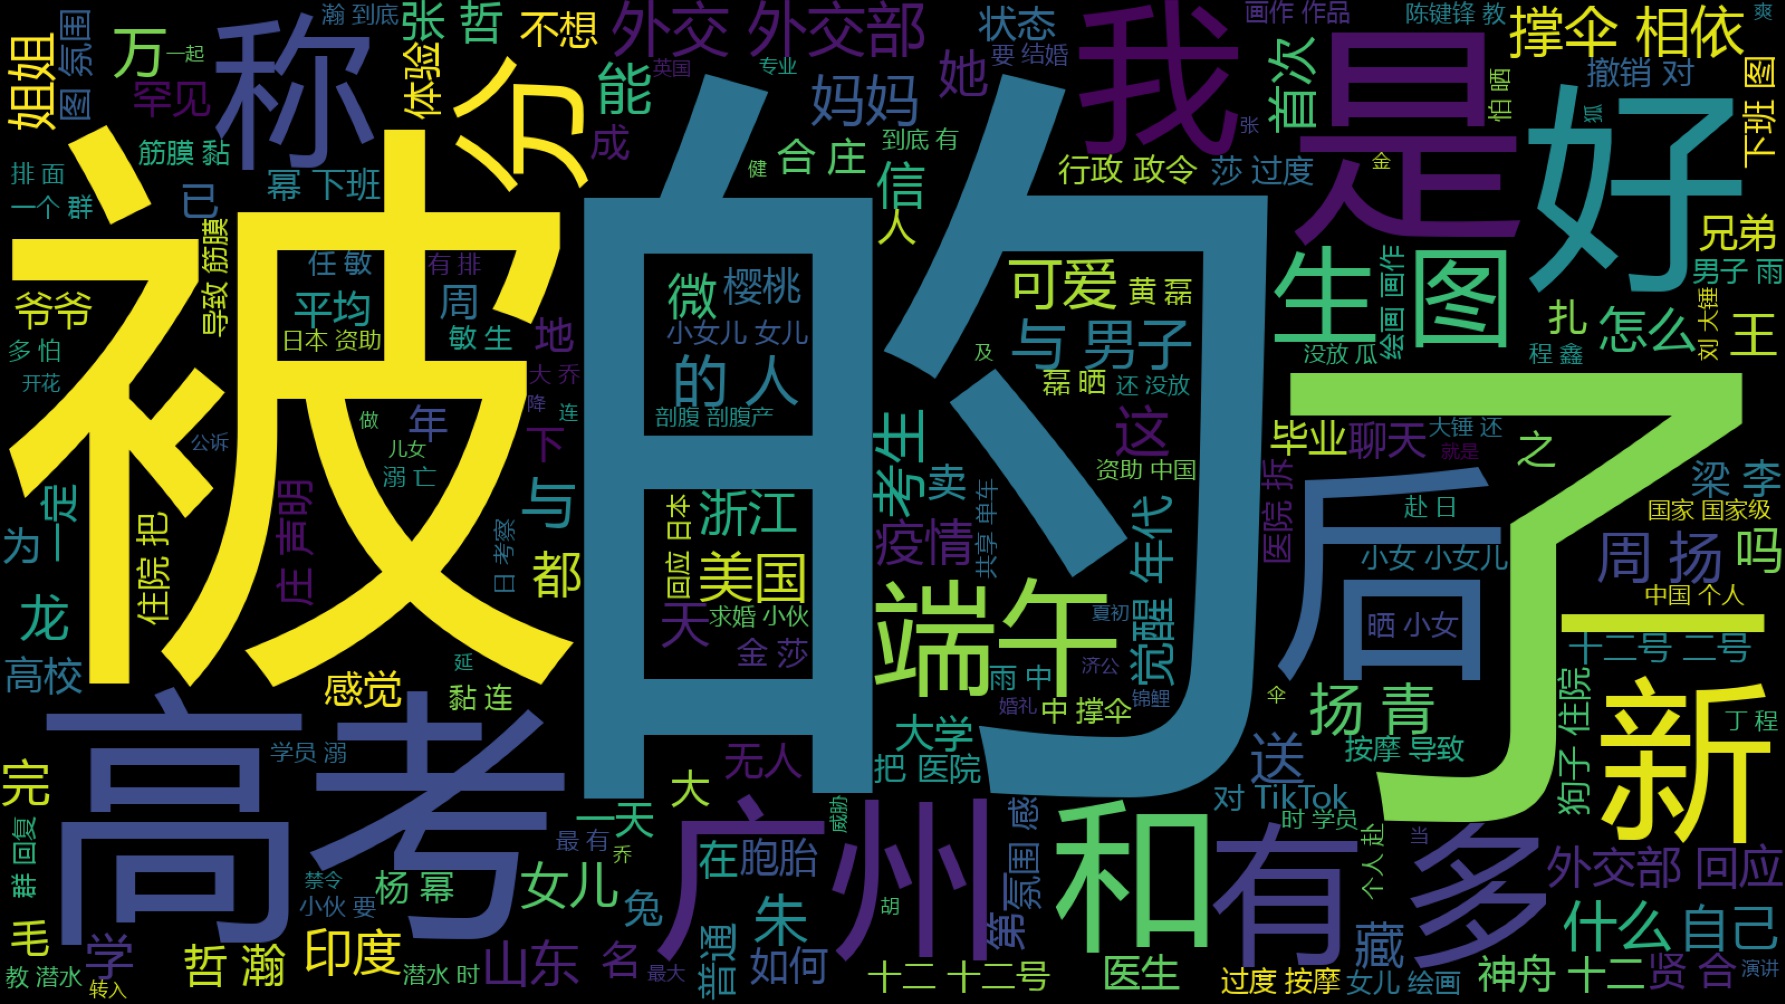 瀚 到底
张 哲
不想
外交 外交部
状态
我
画作 作品
陈键锋 教
爽
撑伞 相依
姐姐
氛围 图
万
一起
称
体验
分
能
英国
专业
妈妈
她
要 结婚
首次
是
怕 晒
撤销 对
下班 图
罕见
筋膜 黏
幂 下班
成
健
合 庄
到底 有
信
人
行政 政令
莎 过度
张
金
好
狐
排 面
一个 群
已
被
的
了
生图
绘画 画作
兄弟
男子 雨
导致 筋膜
任 敏
有 排
平均
周
日本 资助
敏 生
地
大 乔
微
樱桃
小女儿 女儿
的 人
剖腹 剖腹产
可爱
黄 磊
与 男子
及
磊 晒
还 没放
没放 瓜
扎
怎么
刘 大锤
王
程 鑫
爷爷
多 怕
开花
公诉
做
年
儿女
溺 亡
降
连
下
与
考生
卖
这
资助 中国
毕业
聊天
大锤 还
就是
之
梁 李
国家 国家级
一定
为
住院 把
庄 声明
日 考察
都
回应 日本
浙江
美国
疫情
共享 单车
年代
觉醒
医院 拆
后
赴 日
小女 小女儿
晒 小女
周 扬
吗
中国 个人
龙
高校
天
求婚 小伙
金 莎
端午
夏初
雨 中
济公
婚礼
中 撑伞
锦鲤
伞
扬 青
按摩 导致
十二号 二号
狗子 住院
新
丁 程
感觉
延
黏 连
高考
学员 溺
完
群 回复
无人
大学
把 医院
送
对 TikTok
时 学员
大
一天
最 有
乔
威胁
广州
在
胞胎
氛围 感
第
和
有
多
个人 赴
当
外交部 回应
禁令
小伙 要
杨 幂
女儿
兔
胡
朱
普通
如何
藏
什么
自己
毛
教 潜水
学
转入
哲 瀚
印度
潜水 时
山东
名
最大
十二 十二号
医生
过度 按摩
女儿 绘画
神舟 十二
贤 合
演讲